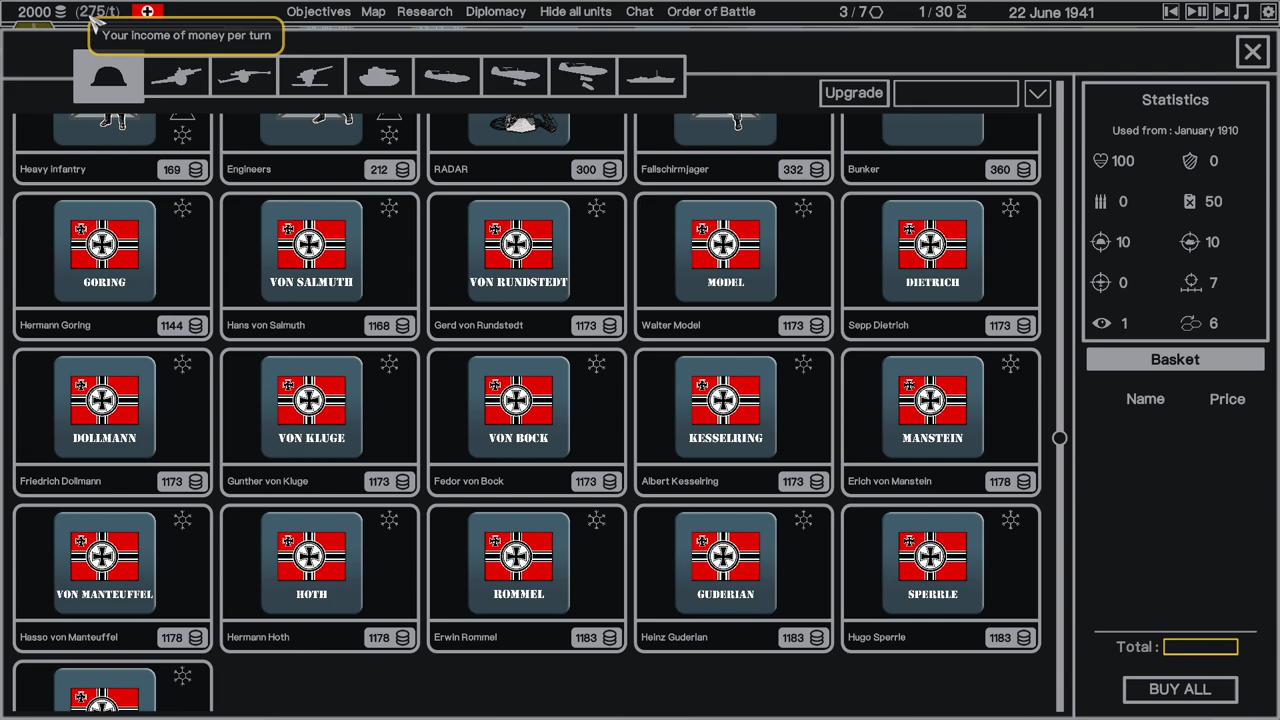 2000 (275/t) Objectives Map Research Diplomacy Hide all units Chat Order of Battle 3 / 7 1 / 30 22 June 1941
Your income of money per turn
Upgrade
Heavy infantry 169 Engineers 212 RADAR 300 Fallschirmjager 332 Bunker 360
GORING VON SALMUTH VON RUNDSTEDT MODEL DIETRICH
Hermann Goring 1144 Hans von Salmuth 1168 Gerd von Rundstedt 1173 Walter Model 1173 Sepp Dietrich 1173
DOLLMANN VON KLUGE VON BOCK KESSELRING MANSTEIN
Friedrich Dollmann 1173 Gunther von Kluge 1173 Fedor von Bock 1173 Albert Kesselring 1173 Erich von Manstein 1178
VON MANTEUFFEL HOTH ROMMEL GUDERIAN SPERRLE
Hasso von Manteuffel 1178 Hermann Hoth 1178 Erwin Rommel 1183 Heinz Guderian 1183 Hugo Sperrle 1183
Statistics
Used from : January 1910
100 0
0 50
10 10
0 7
1 6
Basket
Name Price
Total :
BUY ALL